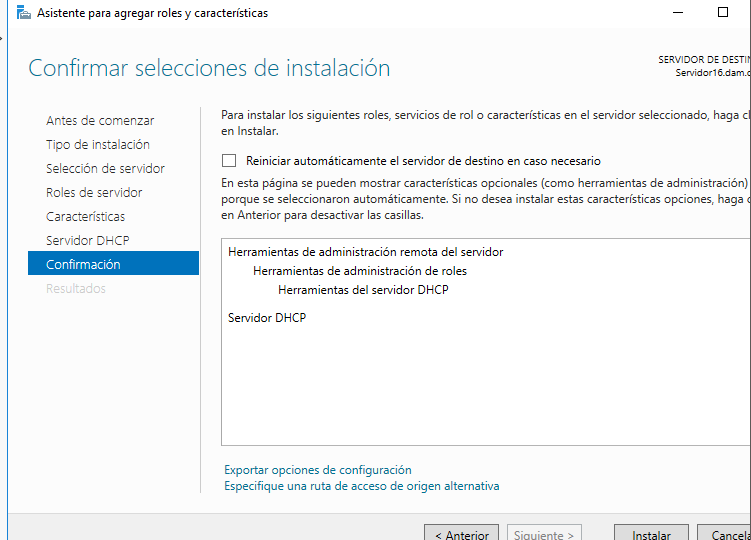 Asistente para agregar roles y características
Confirmar selecciones de instalación
SERVIDOR DE DESTIN
Servidor16.dam.
Antes de comenzar
Tipo de instalación
Selección de servidor
Roles de servidor
Características
Servidor DHCP
Confirmación
Resultados
Para instalar los siguientes roles, servicios de rol o características en el servidor seleccionado, haga
en Instalar.
Reiniciar automáticamente el servidor de destino en caso necesario
En esta página se pueden mostrar características opcionales (como herramientas de administración)
porque se seleccionaron automáticamente. Si no desea instalar estas características opciones, haga
en Anterior para desactivar las casillas.
Herramientas de administración remota del servidor
Herramientas de administración de roles
Herramientas del servidor DHCP
Servidor DHCP
Exportar opciones de configuración
Especifique una ruta de acceso de origen alternativa
< Anterior
Siguiente >
Instalar
Cancela